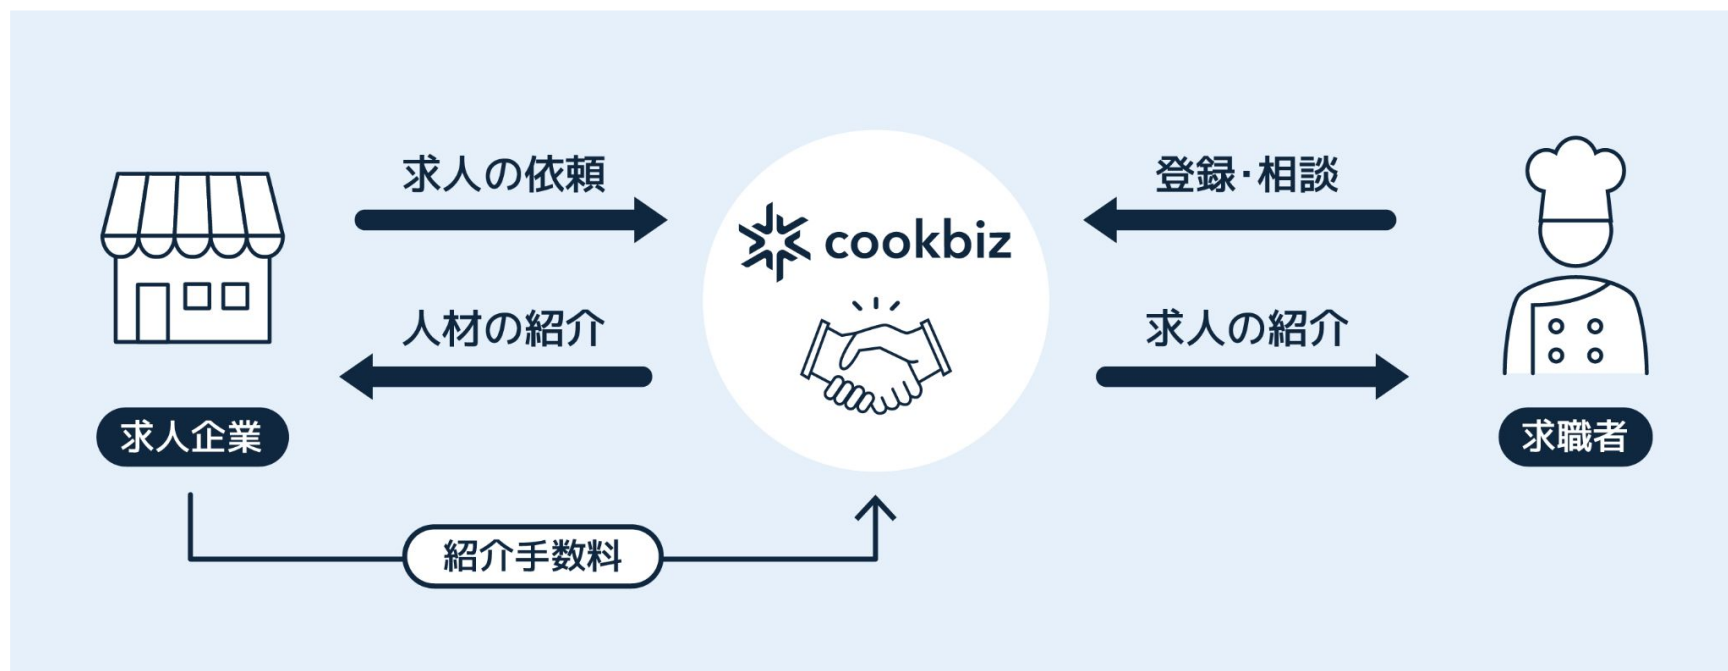 求人の依頼
登録・相談
cookbiz
人材の紹介
求人の紹介
求人企業
求職者
紹介手数料